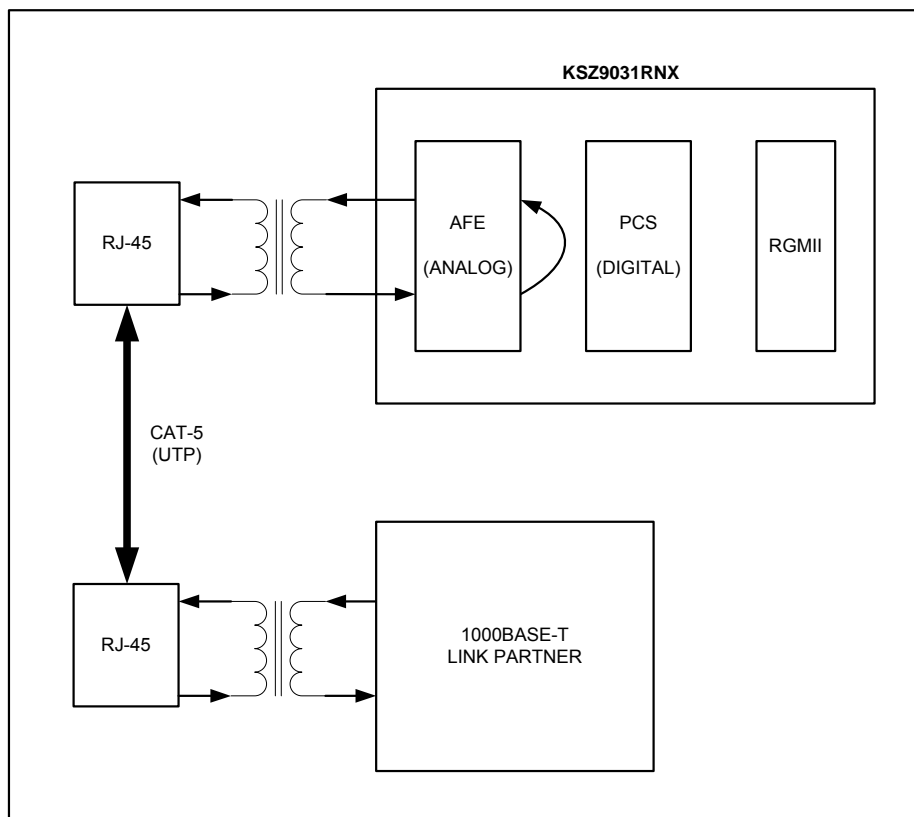 KSZ9031RNX
RJ-45
AFE
(ANALOG)
PCS
(DIGITAL)
RGMII
CAT-5
(UTP)
RJ-45
1000BASE-T
LINK PARTNER